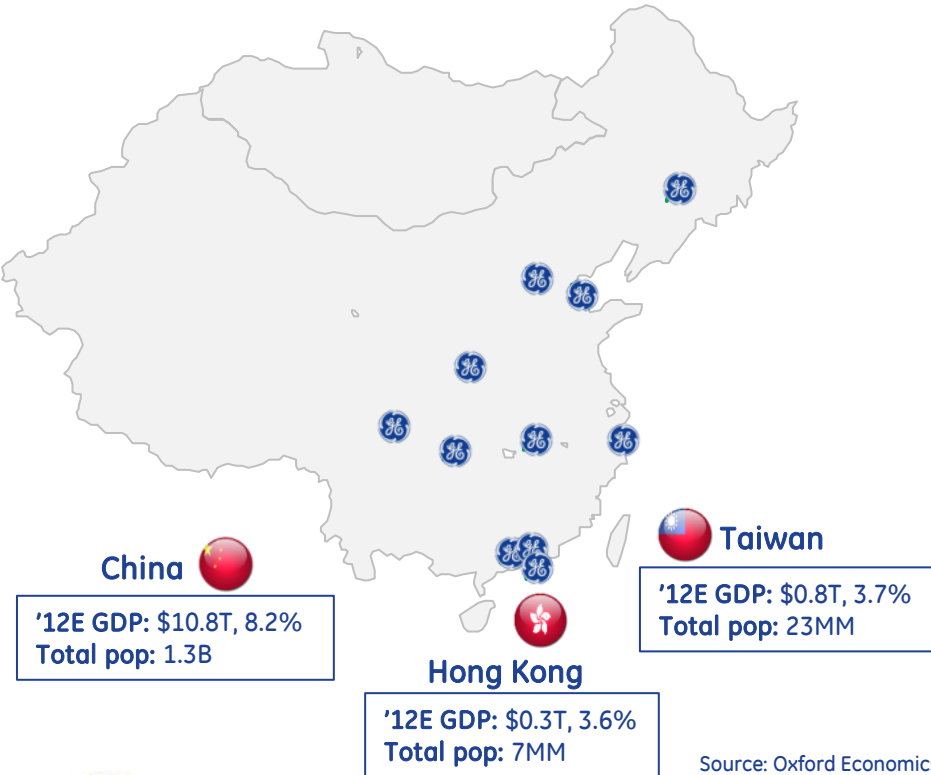 China
'12E GDP: $10.8T, 8.2%
Total pop: 1.3B
Hong Kong
'12E GDP: $0.3T, 3.6%
Total pop: 7MM
Taiwan
'12E GDP: $0.8T, 3.7%
Total pop: 23MM
Source: Oxford Economics